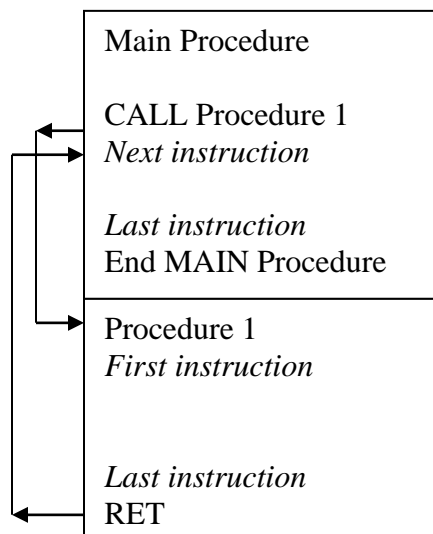 Main Procedure
CALL Procedure 1
Next instruction
Last instruction
End MAIN Procedure
Procedure 1
First instruction
Last instruction
RET